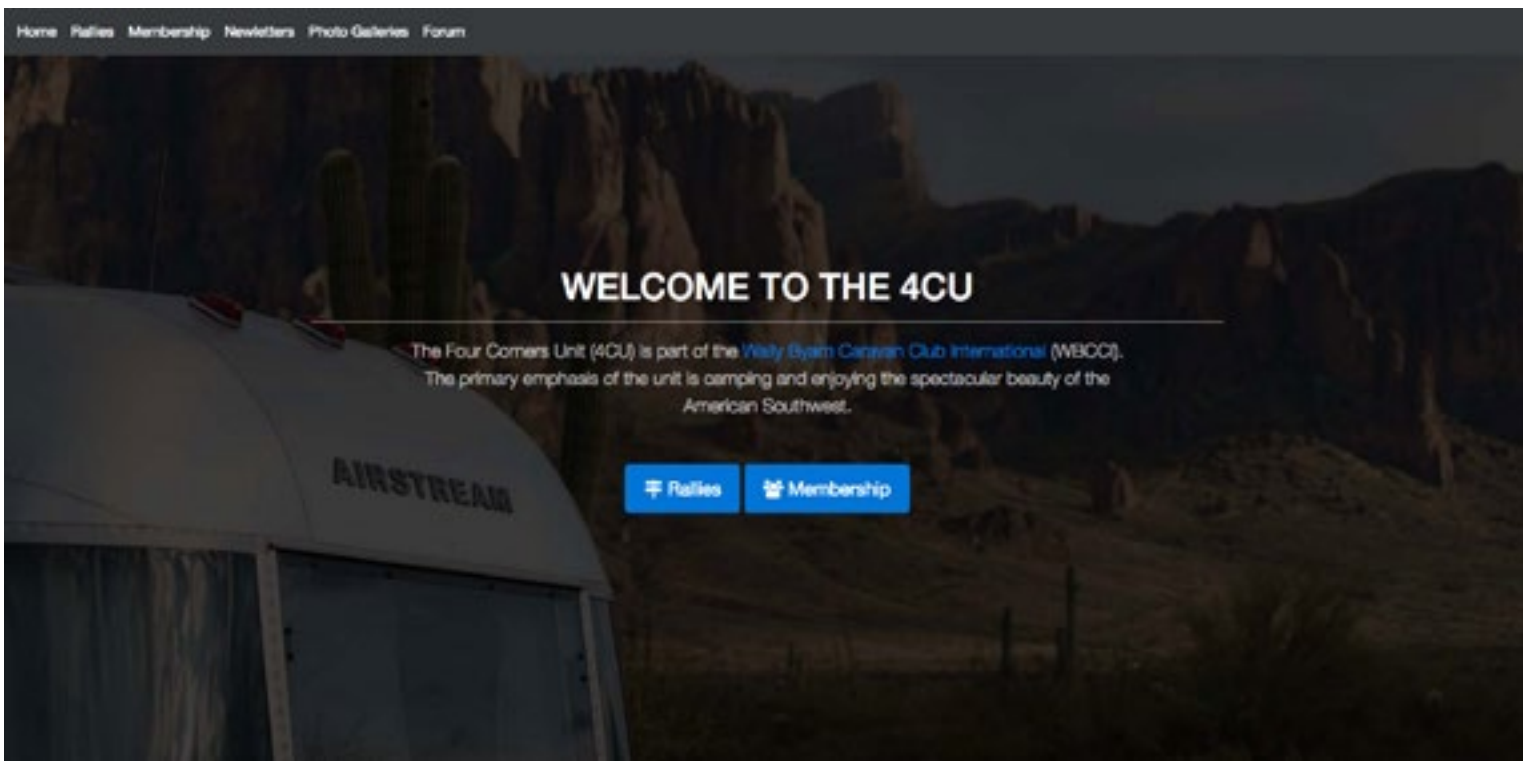 Home Rallies Membership Newletters Photo Galleries Forum
WELCOME TO THE 4CU
The Four Corners Unit (4CU) is part of the Wally Byam Caravan Club International (WBCCI).
The primary emphasis of the unit is camping and enjoying the spectacular beauty of the
American Southwest.
AIRSTREAM
Rallies Membership